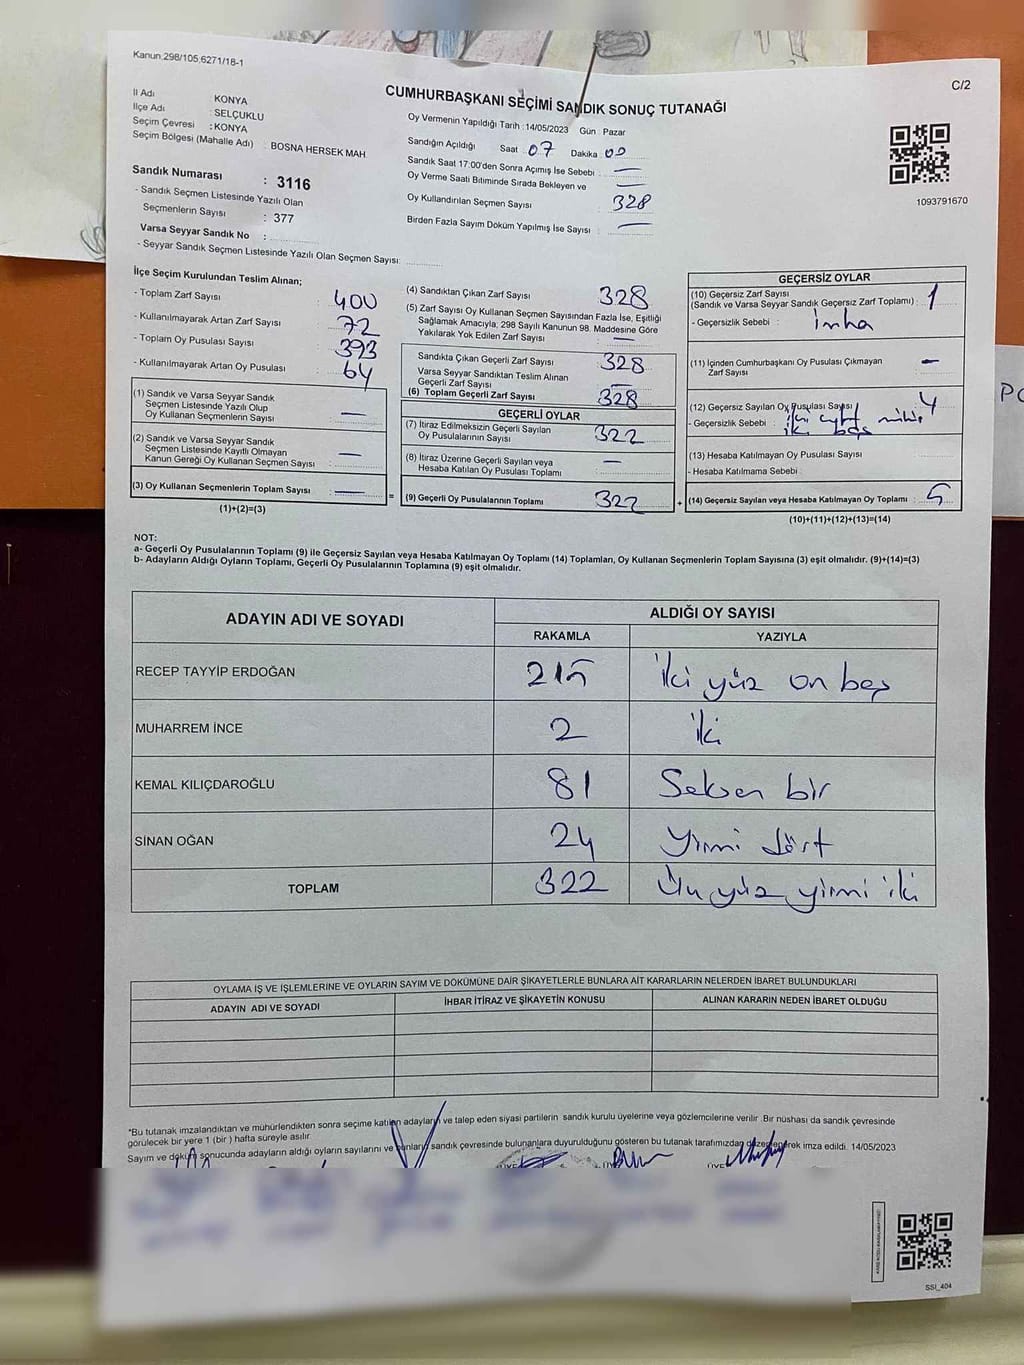 Kanun 298/105,6271/18-1
C/2
CUMHURBAŞKANI SEÇİMİ SANDIK SONUÇ TUTANAĞI
İl Adı : KONYA
İlçe Adı : SELÇUKLU
Seçim Çevresi : KONYA
Seçim Bölgesi (Mahalle Adı) : BOSNA HERSEK MAH
Sandık Numarası : 3116
- Sandık Seçmen Listesinde Yazılı Olan
Seçmenlerin Sayısı : 377
Varsa Seyyar Sandık No :
- Seyyar Sandık Seçmen Listesinde Yazılı Olan Seçmen Sayısı:
Oy Vermenin Yapıldığı Tarih : 14/05/2023 Gün : Pazar
Sandığın Açıldığı Saat : 07 Dakika : 00
Sandık Saat 17:00'den Sonra Açımış İse Sebebi : —
Oy Verme Saati Bitiminde Sırada Bekleyen ve : —
Oy Kullandırılan Seçmen Sayısı : 328
Birden Fazla Sayım Döküm Yapılmış İse Sayısı : —
1093791670
İlçe Seçim Kurulundan Teslim Alınan;
- Toplam Zarf Sayısı : 400
- Kullanılmayarak Artan Zarf Sayısı : 72
- Toplam Oy Pusulası Sayısı : 393
- Kullanılmayarak Artan Oy Pusulası : 64
(1) Sandık ve Varsa Seyyar Sandık
Seçmen Listesinde Yazılı Olup
Oy Kullanan Seçmenlerin Sayısı : —
(2) Sandık ve Varsa Seyyar Sandık
Seçmen Listesinde Kayıtlı Olmayan
Kanun Gereği Oy Kullanan Seçmen Sayısı : —
(3) Oy Kullanan Seçmenlerin Toplam Sayısı : —
(1)+(2)=(3)
(4) Sandıktan Çıkan Zarf Sayısı : 328
(5) Zarf Sayısı Oy Kullanan Seçmen Sayısından Fazla İse, Eşitliği
Sağlamak Amacıyla; 298 Sayılı Kanunun 98. Maddesine Göre
Yakılarak Yok Edilen Zarf Sayısı : —
Sandıkta Çıkan Geçerli Zarf Sayısı : 328
Varsa Seyyar Sandıktan Teslim Alınan
Geçerli Zarf Sayısı : —
(6) Toplam Geçerli Zarf Sayısı : 328
GEÇERLİ OYLAR
(7) İtiraz Edilmeksizin Geçerli Sayılan
Oy Pusulalarının Sayısı : 322
(8) İtiraz Üzerine Geçerli Sayılan veya
Hesaba Katılan Oy Pusulası Toplamı : —
= (9) Geçerli Oy Pusulalarının Toplamı : 322
GEÇERSİZ OYLAR
(10) Geçersiz Zarf Sayısı
(Sandık ve Varsa Seyyar Sandık Geçersiz Zarf Toplamı) : 1
- Geçersizlik Sebebi : imha
(11) İçinden Cumhurbaşkanı Oy Pusulası Çıkmayan
Zarf Sayısı : —
(12) Geçersiz Sayılan Oy Pusulası Sayısı : 4
- Geçersizlik Sebebi : iki
iki boş
(13) Hesaba Katılmayan Oy Pusulası Sayısı :
- Hesaba Katılmama Sebebi :
+ (14) Geçersiz Sayılan veya Hesaba Katılmayan Oy Toplamı : 5
(10)+(11)+(12)+(13)=(14)
NOT:
a- Geçerli Oy Pusulalarının Toplamı (9) ile Geçersiz Sayılan veya Hesaba Katılmayan Oy Toplamı (14) Toplamları, Oy Kullanan Seçmenlerin Toplam Sayısına (3) eşit olmalıdır. (9)+(14)=(3)
b- Adayların Aldığı Oyların Toplamı, Geçerli Oy Pusulalarının Toplamına (9) eşit olmalıdır.
ADAYIN ADI VE SOYADI ALDIĞI OY SAYISI
RAKAMLA YAZIYLA
RECEP TAYYİP ERDOĞAN 215 iki yüz on beş
MUHARREM İNCE 2 iki
KEMAL KILIÇDAROĞLU 81 Seksen bir
SİNAN OĞAN 24 yirmi dört
TOPLAM 322 Üç yüz yirmi iki
OYLAMA İŞ VE İŞLEMLERİNE VE OYLARIN SAYIM VE DÖKÜMÜNE DAİR ŞİKAYETLERLE BUNLARA AİT KARARLARIN NELERDEN İBARET BULUNDUKLARI
ADAYIN ADI VE SOYADI İHBAR İTİRAZ VE ŞİKAYETİN KONUSU ALINAN KARARIN NEDEN İBARET OLDUĞU
*Bu tutanak imzalandıktan ve mühürlendikten sonra seçime katılan adayların ve talep eden siyasi partilerin sandık kurulu üyelerine veya gözlemcilerine verilir. Bir nüshası da sandık çevresinde
görülecek bir yere 1 (bir) hafta süreyle asılır
Sayım ve döküm sonucunda adayların aldığı oyların sayılarını ve bunların sandık çevresinde bulunanlara duyurulduğunu gösteren bu tutanak tarafımızdan düzenlenerek imza edildi. 14/05/2023
ÜYE
SSI_404
PO